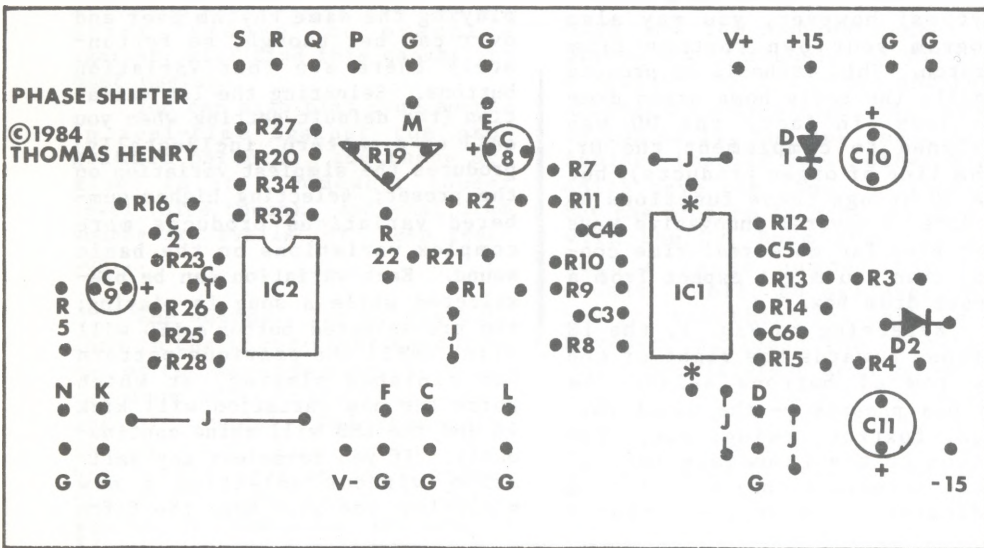 S R Q P G G V+ +15 G G
PHASE SHIFTER
©1984
THOMAS HENRY
R27 M E + C8 D1 + C10
R20 R19 R7 J
R34
R16 R32 R2 R11 *
C2 R22 C4 R12
R23 IC2 R21 R10 IC1 C5
C9 + C1 R1 R9 R13 R3
R5 R26 R14
R25 J C3 C6 D2
R28 R8 R15 R4
*
N K J F C L J D J C11
G G V- G G G G + -15